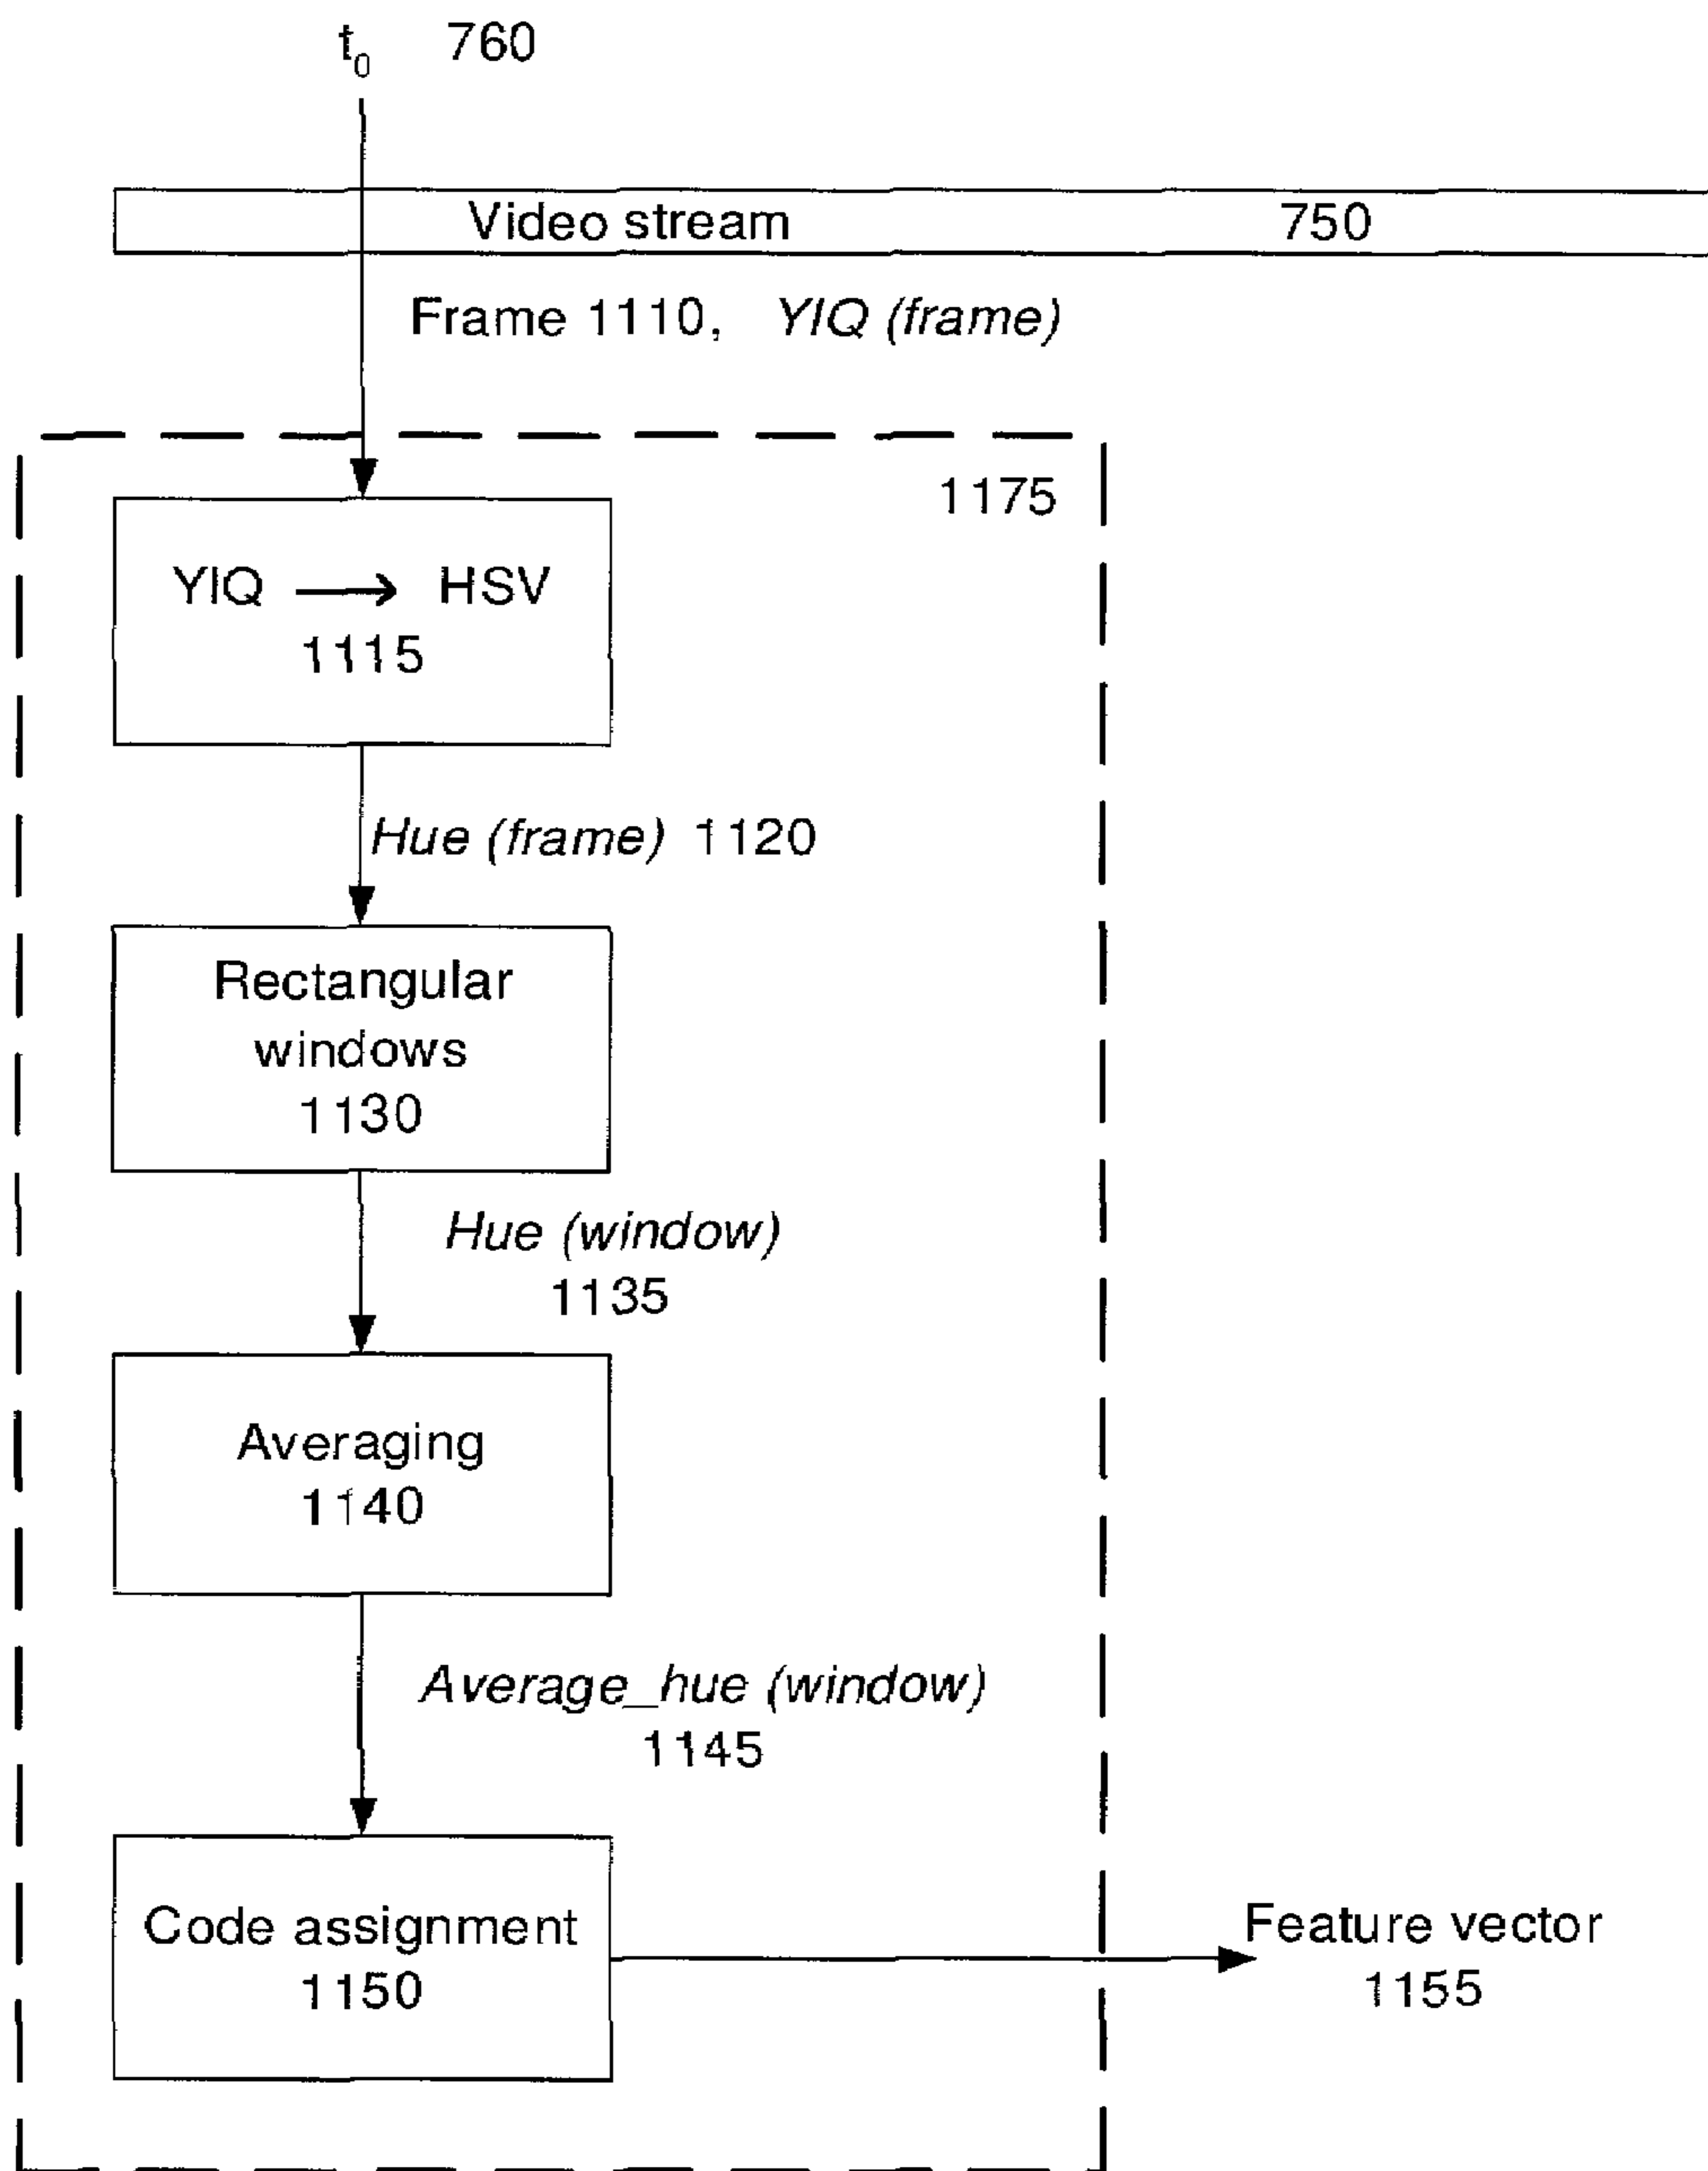 t₀ 760
Video stream 750
Frame 1110, YIQ (frame)
1175
YIQ → HSV
1115
Hue (frame) 1120
Rectangular
windows
1130
Hue (window)
1135
Averaging
1140
Average_hue (window)
1145
Code assignment
1150
Feature vector
1155